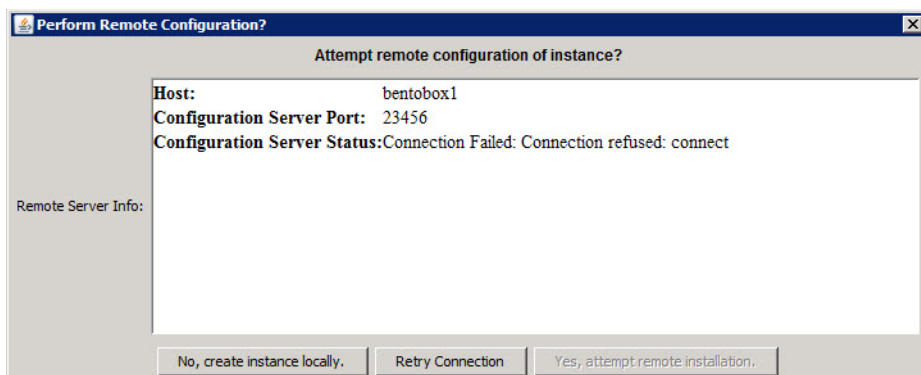 Perform Remote Configuration?
Attempt remote configuration of instance?
Host: bentobox1
Configuration Server Port: 23456
Configuration Server Status:Connection Failed: Connection refused: connect
Remote Server Info:
No, create instance locally. Retry Connection Yes, attempt remote installation.